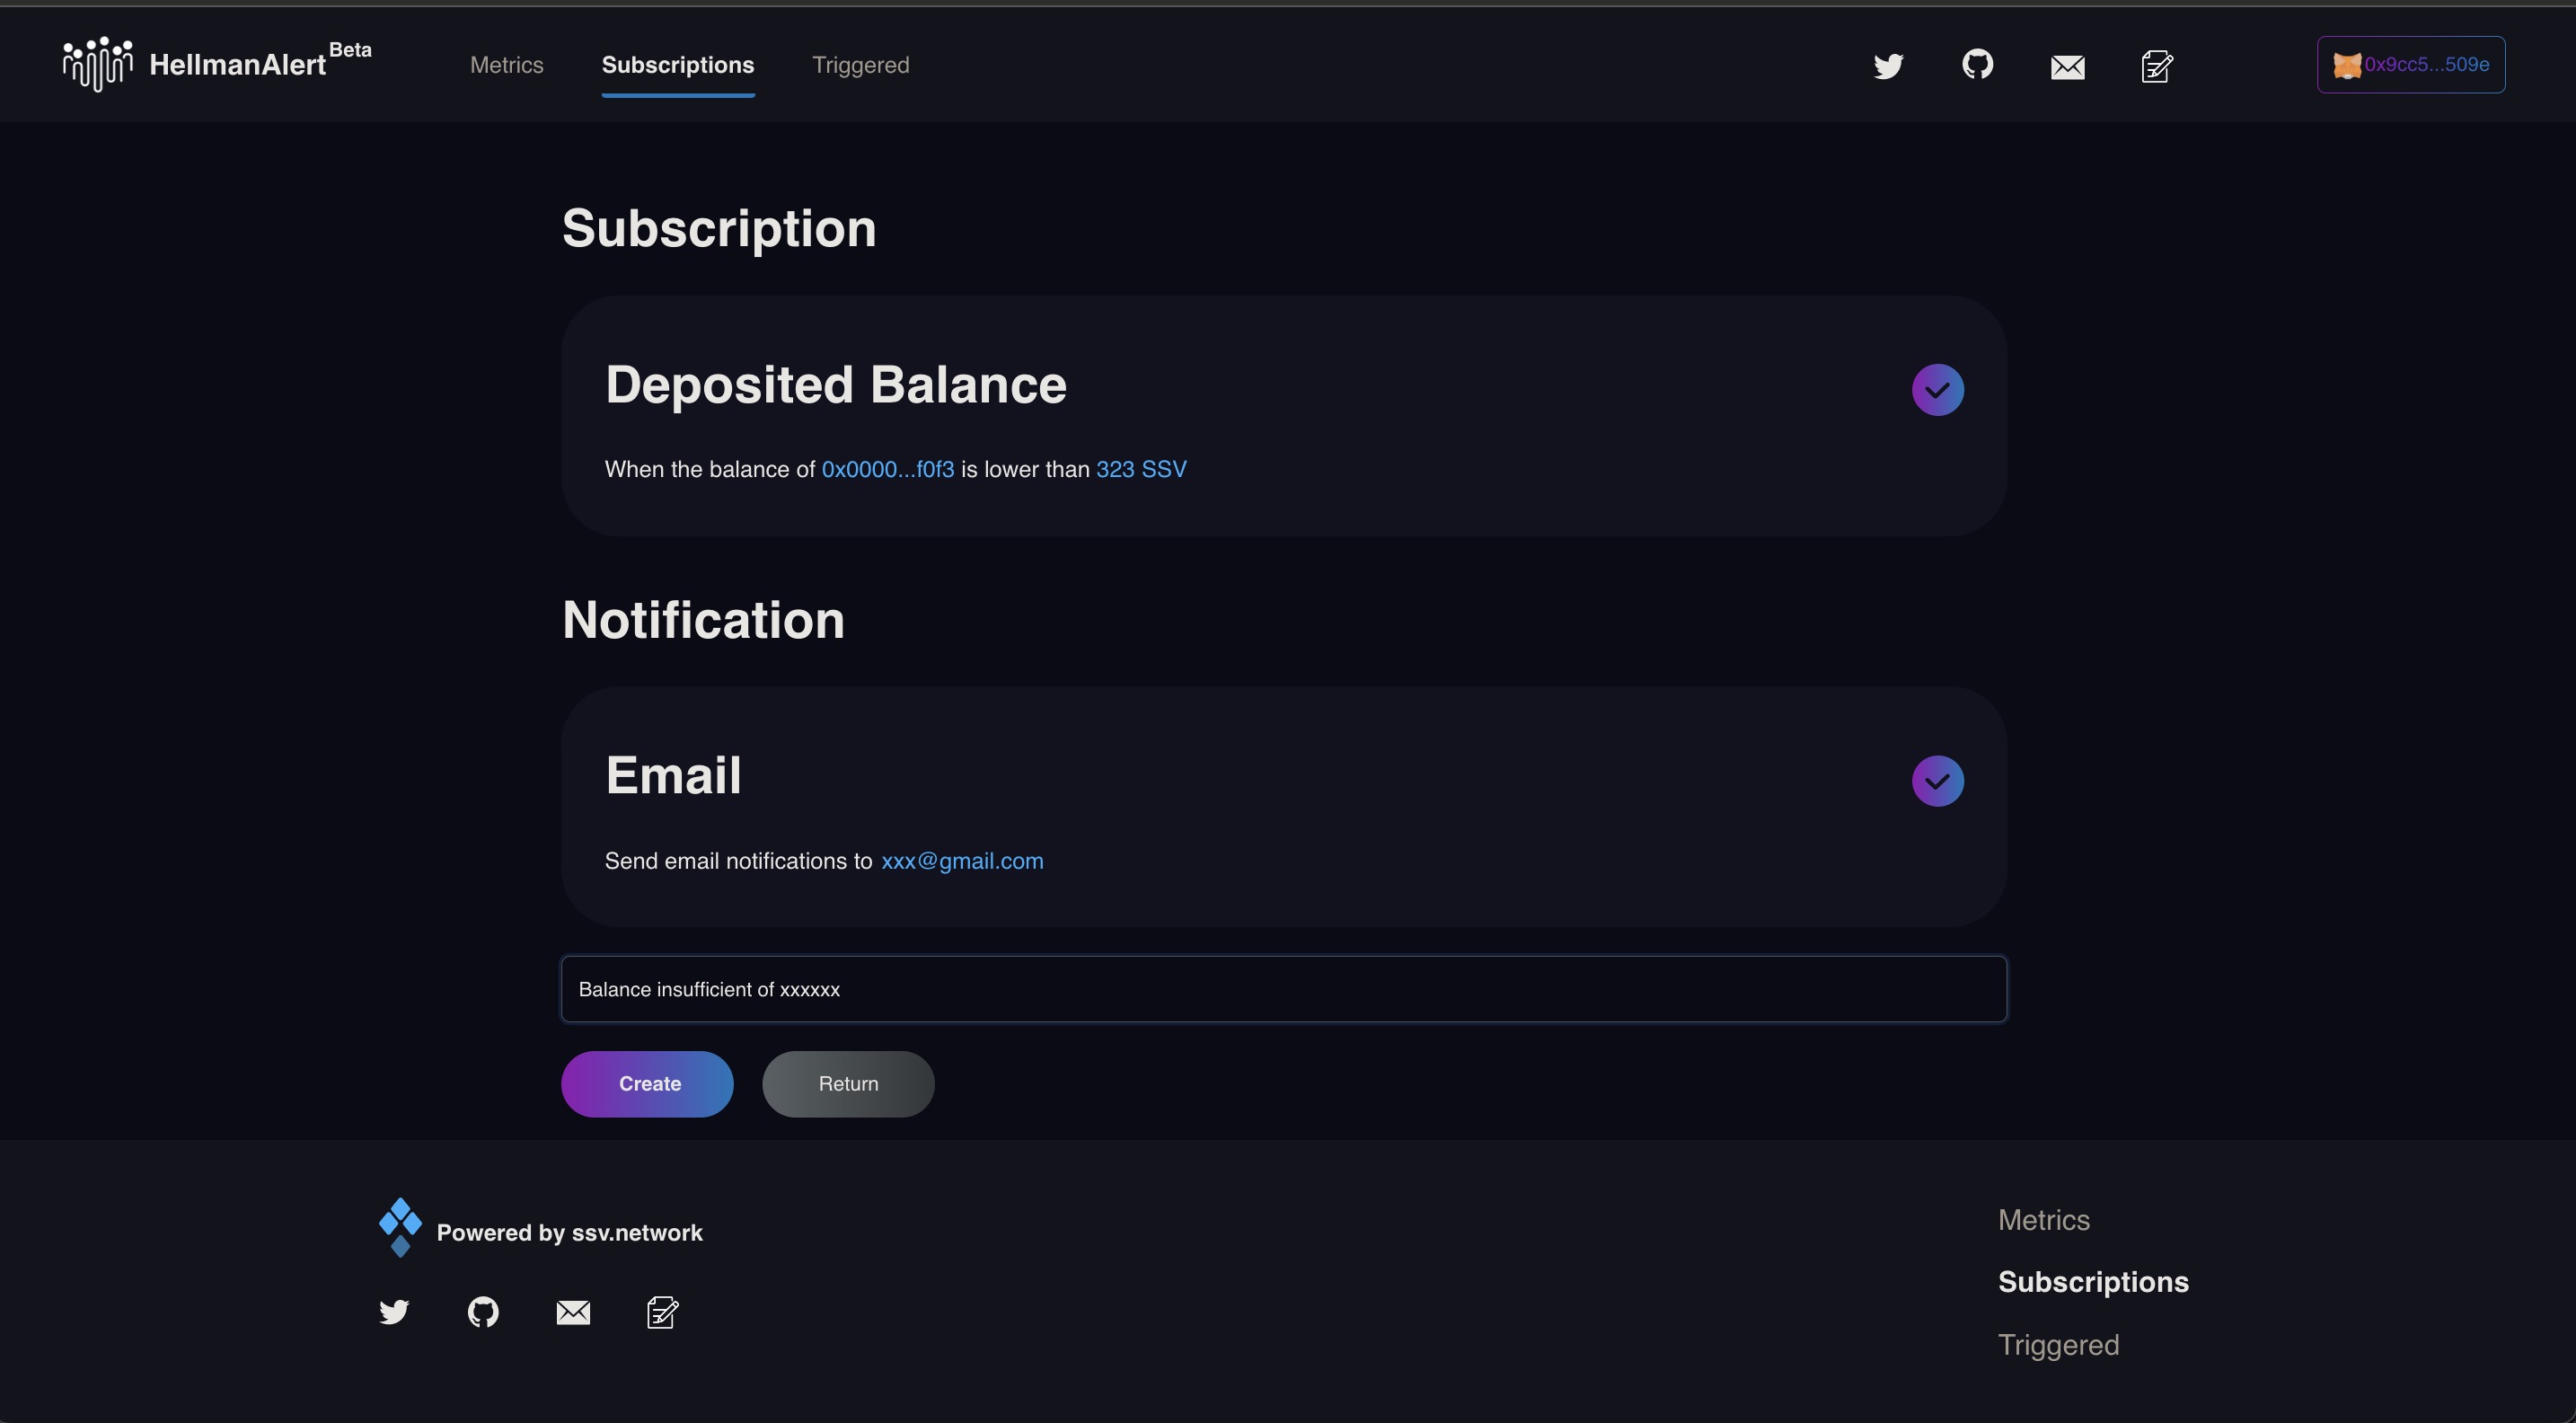 HellmanAlert Beta
Metrics
Subscriptions
Triggered
0x9cc5...509e
Subscription
Deposited Balance
When the balance of 0x0000...f0f3 is lower than 323 SSV
Notification
Email
Send email notifications to xxx@gmail.com
Balance insufficient of xxxxxx
Create
Return
Powered by ssv.network
Metrics
Subscriptions
Triggered